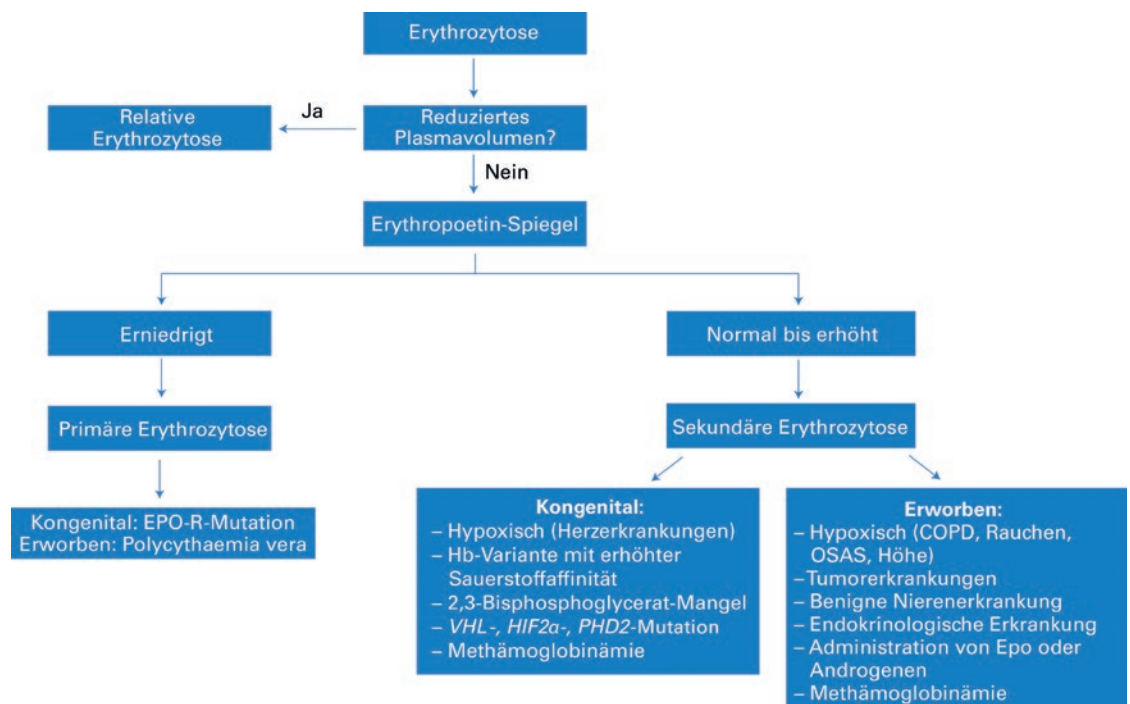 Erythrozytose
Ja
Relative
Erythrozytose
Reduziertes
Plasmavolumen?
Nein
Erythropoetin-Spiegel
Erniedrigt
Normal bis erhöht
Primäre Erythrozytose
Sekundäre Erythrozytose
Kongenital: EPO-R-Mutation
Erworben: Polycythaemia vera
Kongenital:
– Hypoxisch (Herzerkrankungen)
– Hb-Variante mit erhöhter
Sauerstoffaffinität
– 2,3-Bisphosphoglycerat-Mangel
– VHL-, HIF2α-, PHD2-Mutation
– Methämoglobinämie
Erworben:
– Hypoxisch (COPD, Rauchen,
OSAS, Höhe)
– Tumorerkrankungen
– Benigne Nierenerkrankung
– Endokrinologische Erkrankung
– Administration von Epo oder
Androgenen
– Methämoglobinämie